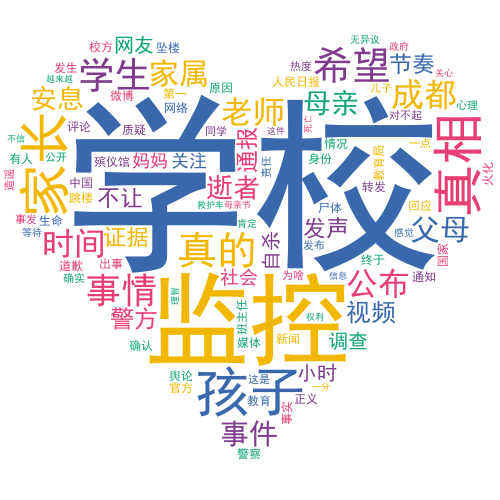 无异议
校方 坠楼 政府
网友 希望
发生 热度 关心
学生 家属 节奏
越来越 原因 人民日报 儿子
微博 第一 母亲 成都
安息 网络 老师 心理
死亡 对不起
家长 学校 真相
评论 质疑 同学 通报 这件 情况 一点
不信 有人 公开 殡仪馆 妈妈 关注 责任 身份 教育局
造谣 中国 逝者 尸体 转发 火化
不让 救护车 母亲节
事发 生命 肯定 发声 父母 回应
等待 时间 证据 真的 自杀 发布 感觉 国家
道歉 出事 社会 为啥 终于
确实 事情 信息 公布 通知
理智 监控
警方 班主任 权利 视频
确认 媒体 新闻 调查
舆论 孩子 这是 小时
官方 教育 一分 正义
事件 事实
警察
跳楼